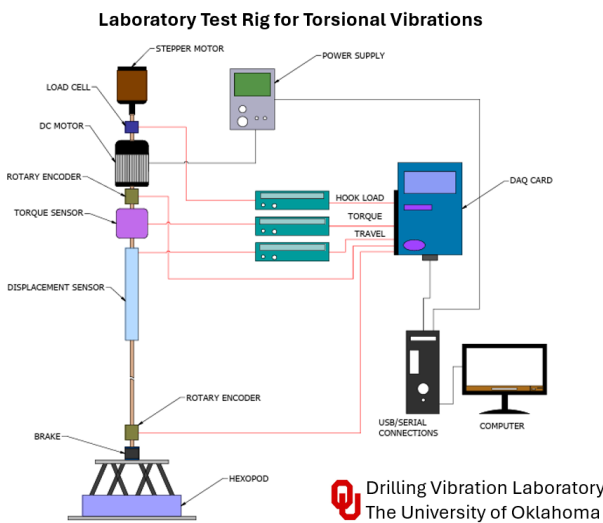 Laboratory Test Rig for Torsional Vibrations
STEPPER MOTOR
POWER SUPPLY
LOAD CELL
DC MOTOR
ROTARY ENCODER
DAQ CARD
HOOK LOAD
TORQUE SENSOR
TORQUE
TRAVEL
DISPLACEMENT SENSOR
ROTARY ENCODER
USB/SERIAL
CONNECTIONS
COMPUTER
BRAKE
HEXOPOD
OU
Drilling Vibration Laboratory
The University of Oklahoma